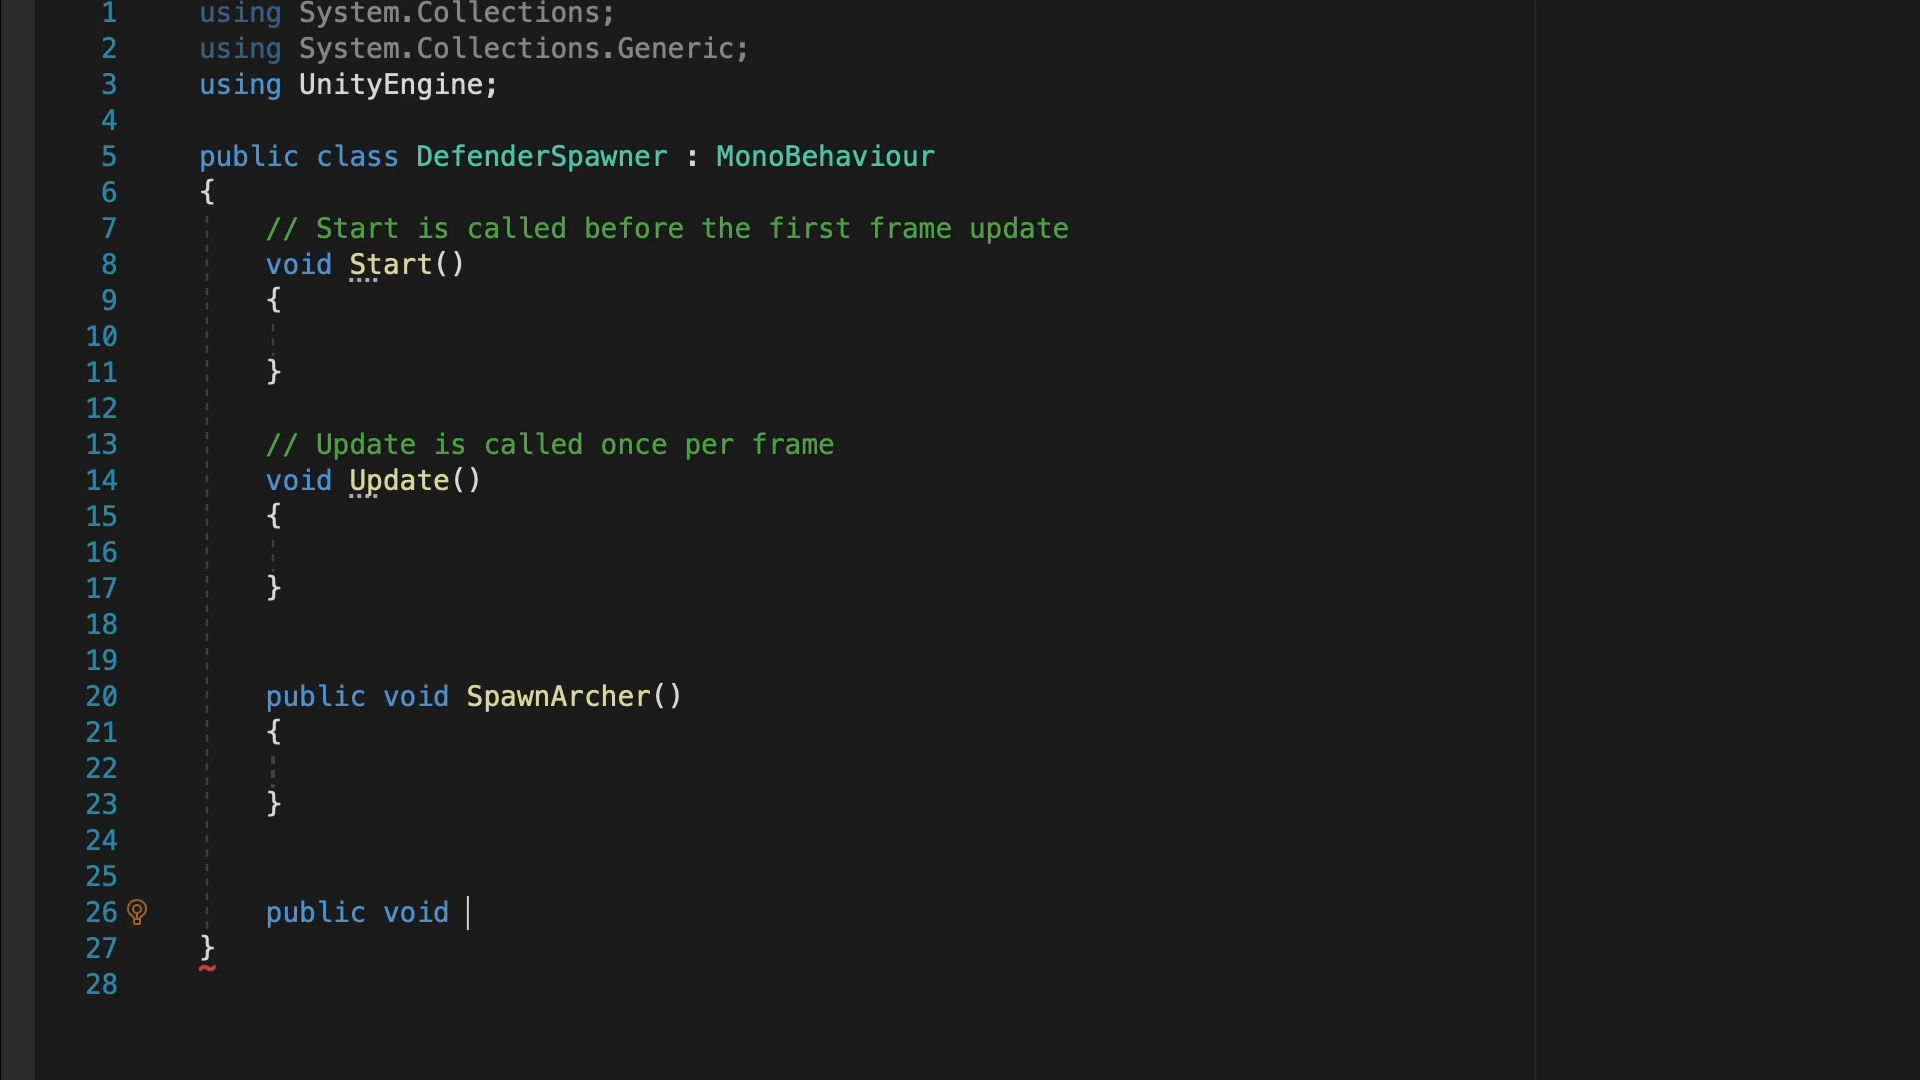 1 using System.Collections;
2 using System.Collections.Generic;
3 using UnityEngine;
4
5 public class DefenderSpawner : MonoBehaviour
6 {
7 // Start is called before the first frame update
8 void Start()
9 {
10
11 }
12
13 // Update is called once per frame
14 void Update()
15 {
16
17 }
18
19
20 public void SpawnArcher()
21 {
22
23 }
24
25
26 public void
27 }
28